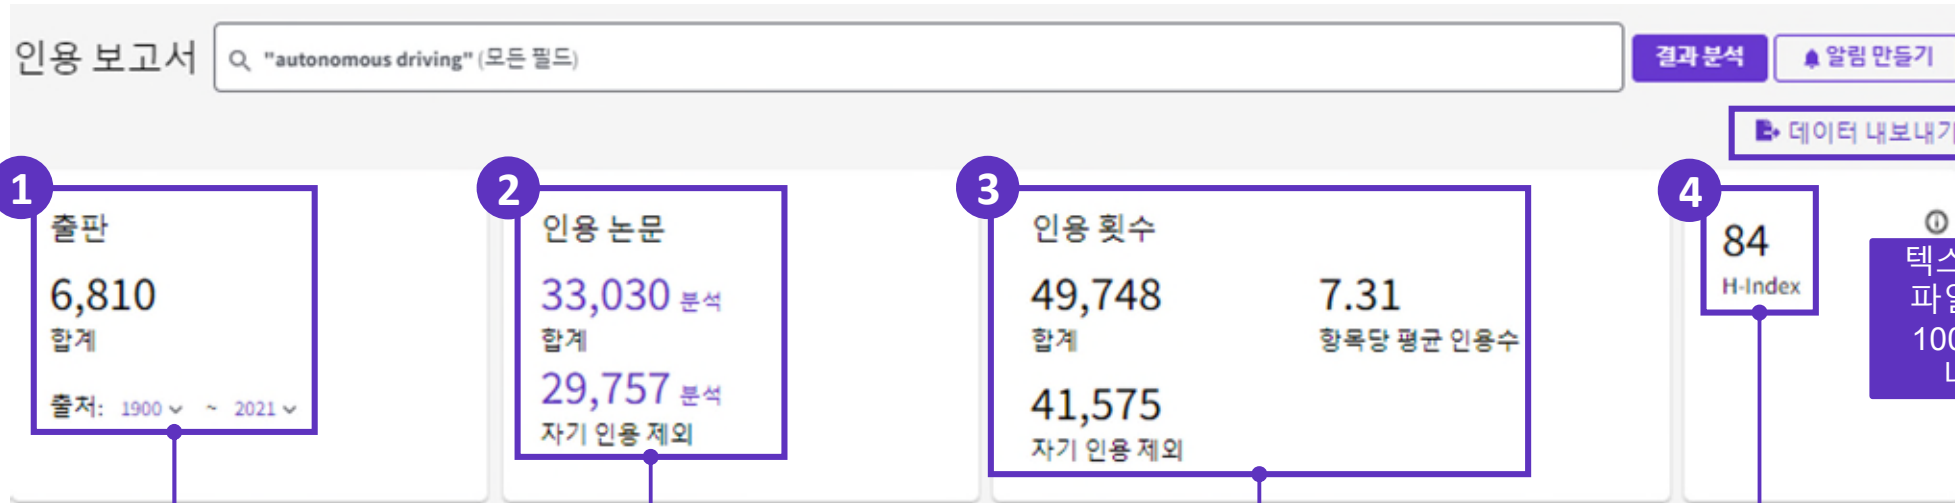 인용 보고서
"autonomous driving" (모든 필드)
결과 분석
알림 만들기
데이터 내보내기
1
출판
6,810
합계
출처: 1900 ~ 2021
2
인용 논문
33,030 분석
합계
29,757 분석
자기 인용 제외
3
인용 횟수
49,748
합계
7.31
항목당 평균 인용수
41,575
자기 인용 제외
4
84
H-Index